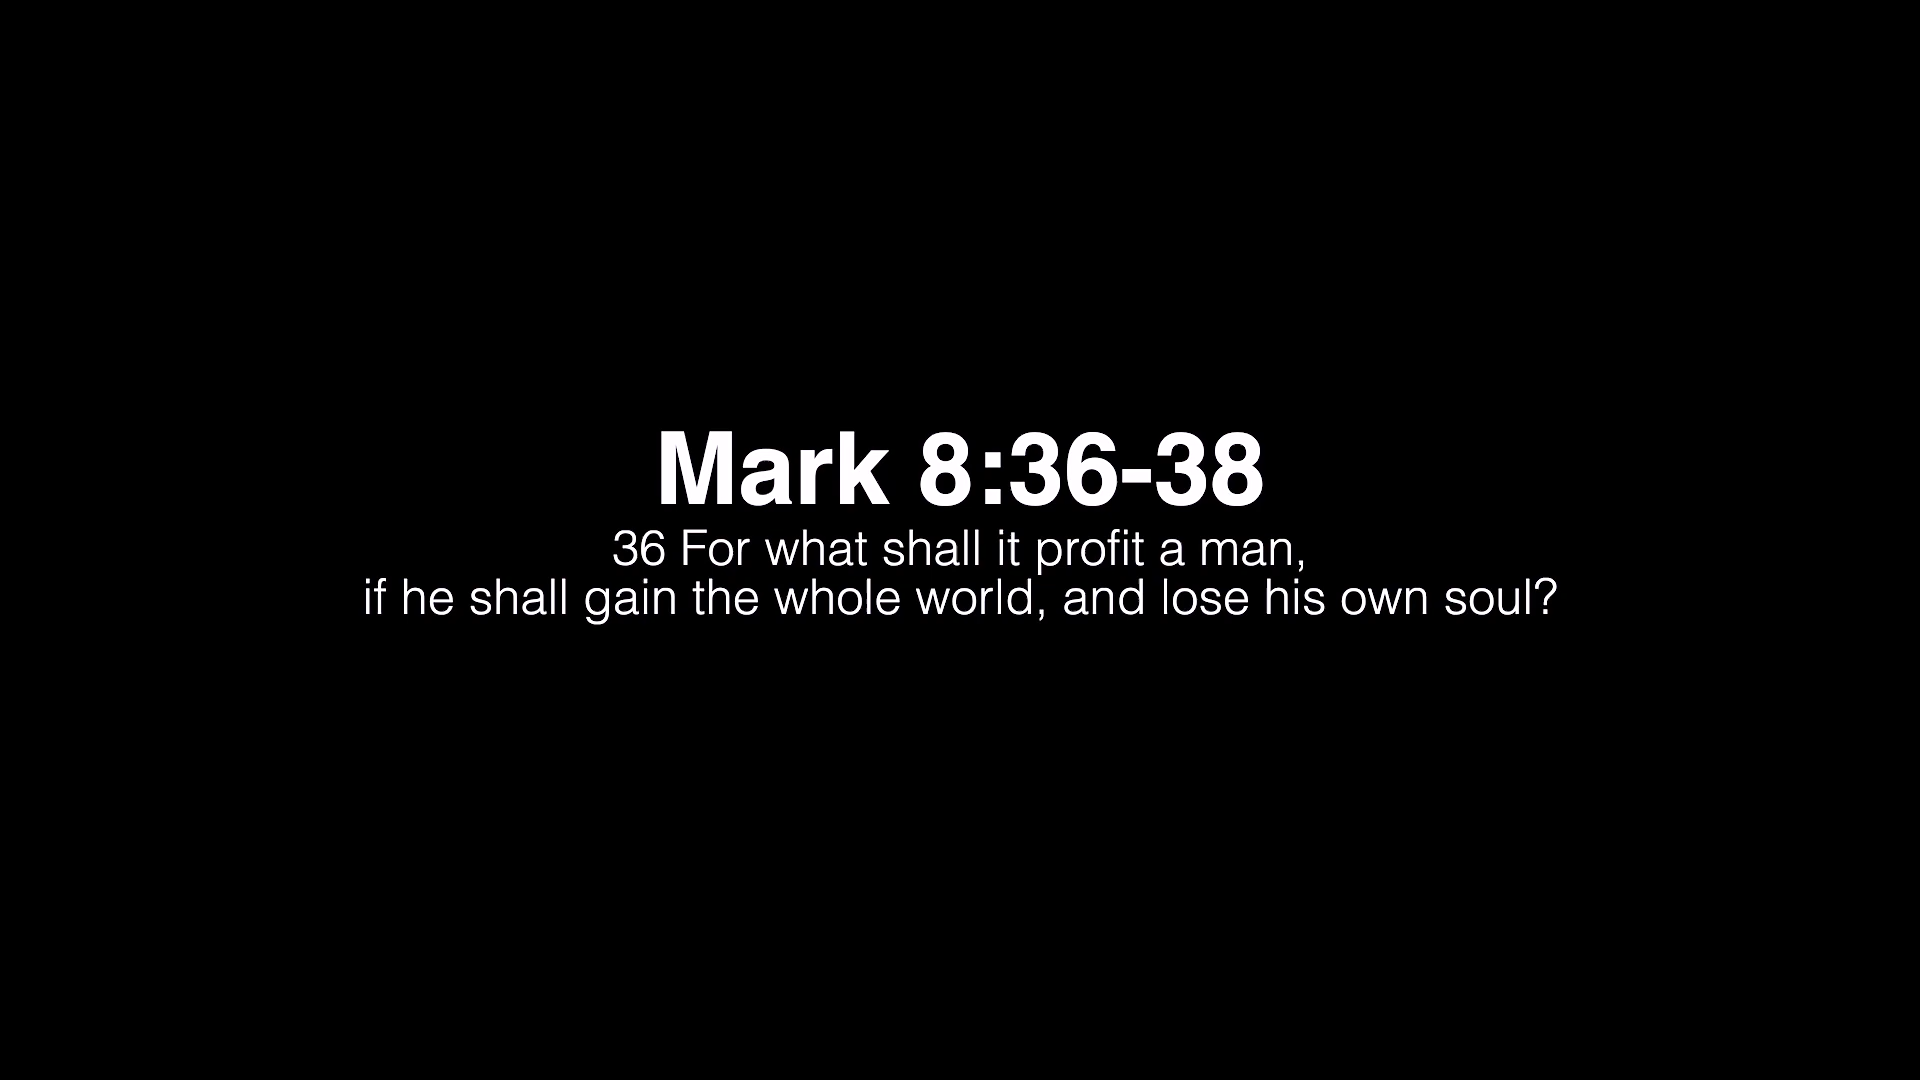 Mark 8:36-38
36 For what shall it profit a man,
if he shall gain the whole world, and lose his own soul?